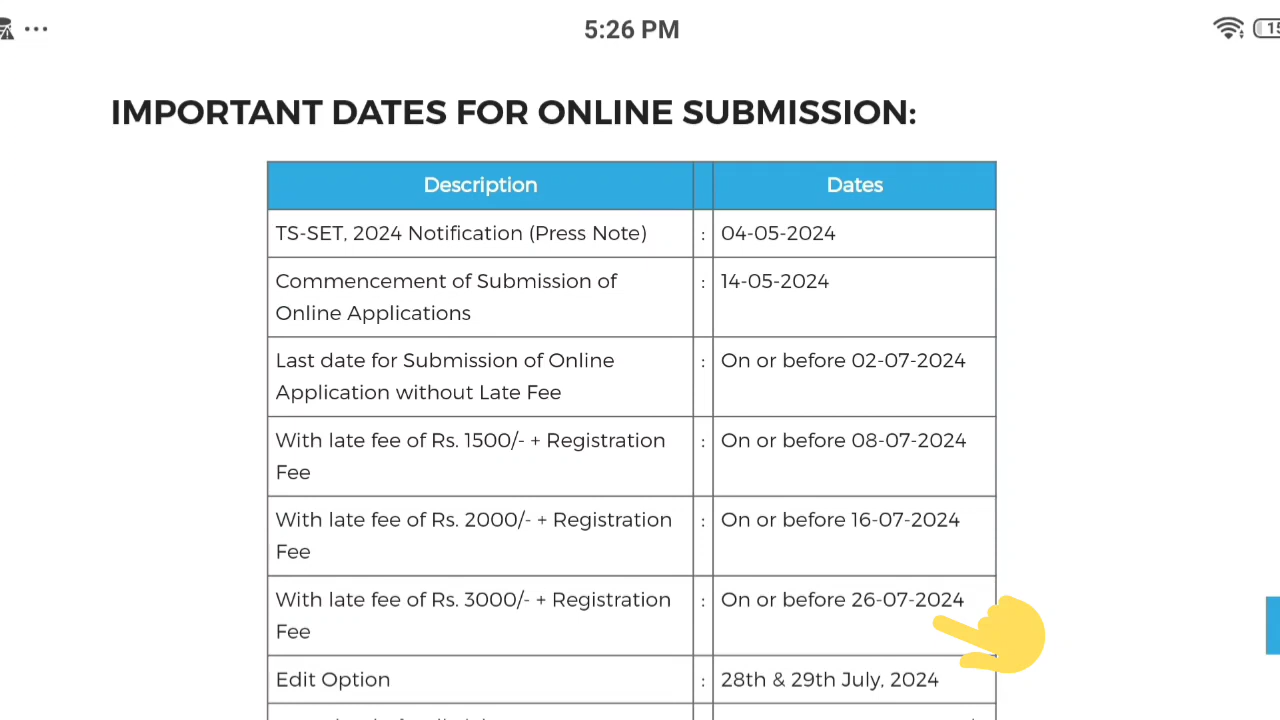 5:26 PM
IMPORTANT DATES FOR ONLINE SUBMISSION:
Description Dates
TS-SET, 2024 Notification (Press Note) : 04-05-2024
Commencement of Submission of : 14-05-2024
Online Applications
Last date for Submission of Online : On or before 02-07-2024
Application without Late Fee
With late fee of Rs. 1500/- + Registration : On or before 08-07-2024
Fee
With late fee of Rs. 2000/- + Registration : On or before 16-07-2024
Fee
With late fee of Rs. 3000/- + Registration : On or before 26-07-2024
Fee
Edit Option : 28th & 29th July, 2024